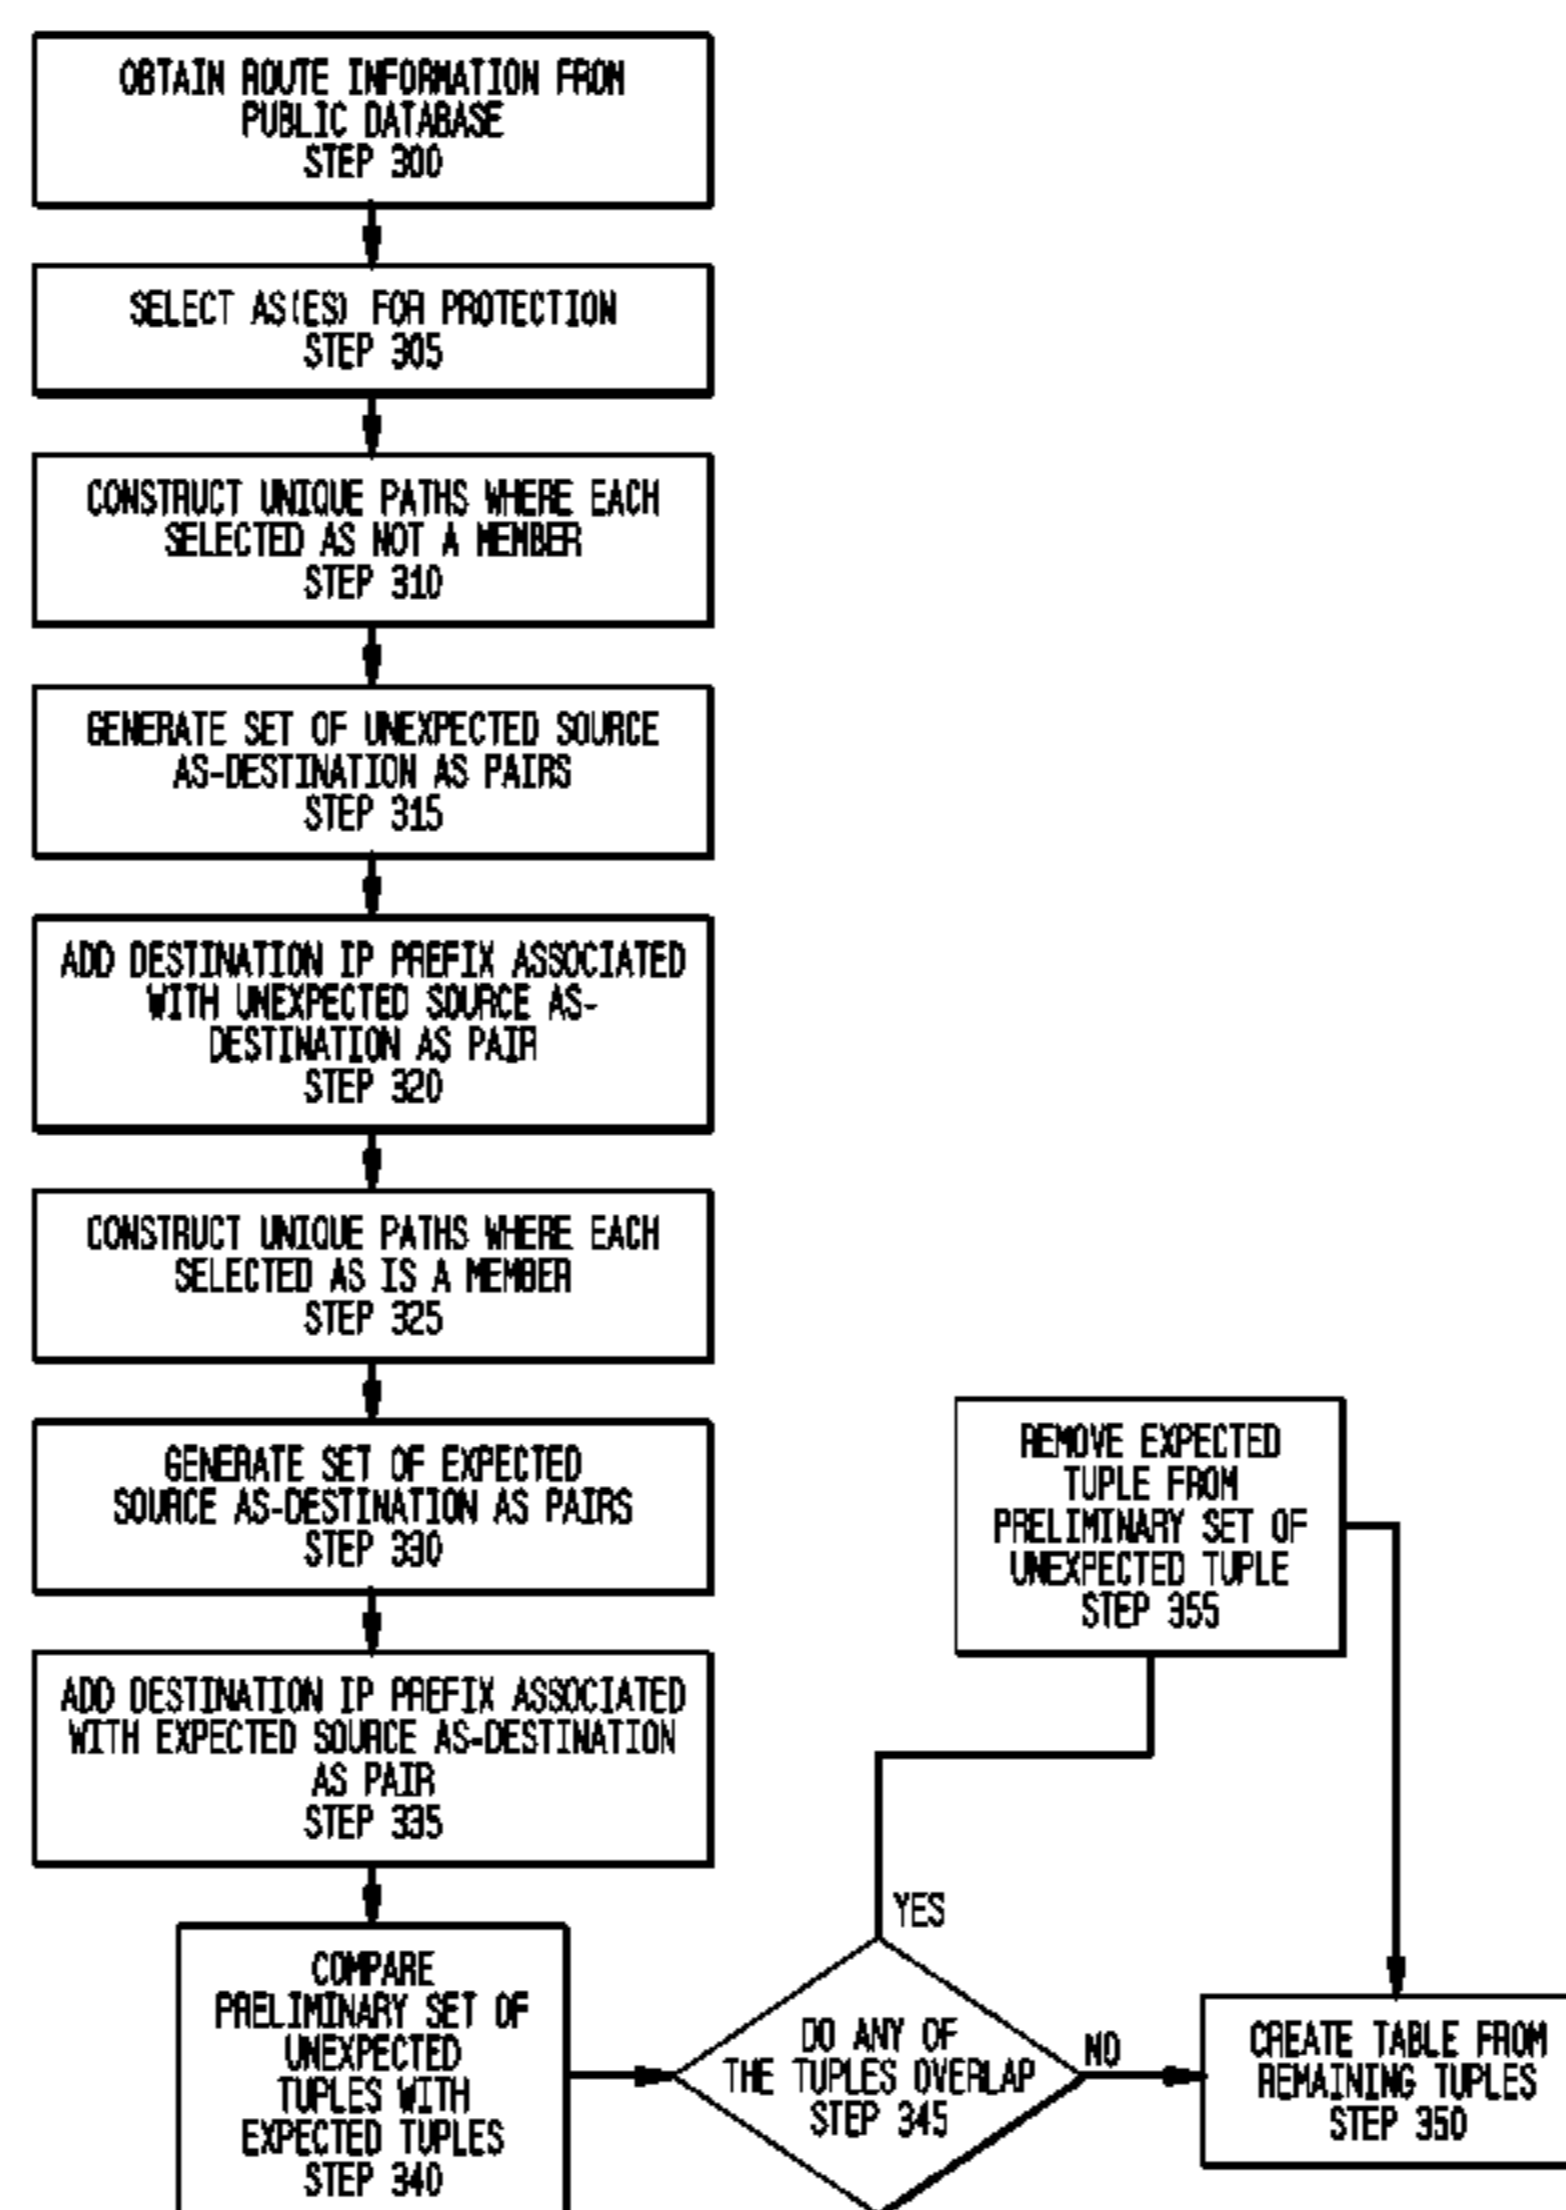 OBTAIN ROUTE INFORMATION FROM
PUBLIC DATABASE
STEP 300
SELECT AS(ES) FOR PROTECTION
STEP 305
CONSTRUCT UNIQUE PATHS WHERE EACH
SELECTED AS NOT A MEMBER
STEP 310
GENERATE SET OF UNEXPECTED SOURCE
AS-DESTINATION AS PAIRS
STEP 315
ADD DESTINATION IP PREFIX ASSOCIATED
WITH UNEXPECTED SOURCE AS-
DESTINATION AS PAIR
STEP 320
CONSTRUCT UNIQUE PATHS WHERE EACH
SELECTED AS IS A MEMBER
STEP 325
GENERATE SET OF EXPECTED
SOURCE AS-DESTINATION AS PAIRS
STEP 330
ADD DESTINATION IP PREFIX ASSOCIATED
WITH EXPECTED SOURCE AS-DESTINATION
AS PAIR
STEP 335
COMPARE
PRELIMINARY SET OF
UNEXPECTED
TUPLES WITH
EXPECTED TUPLES
STEP 340
DO ANY OF
THE TUPLES OVERLAP
STEP 345
YES
REMOVE EXPECTED
TUPLE FROM
PRELIMINARY SET OF
UNEXPECTED TUPLE
STEP 355
NO
CREATE TABLE FROM
REMAINING TUPLES
STEP 350